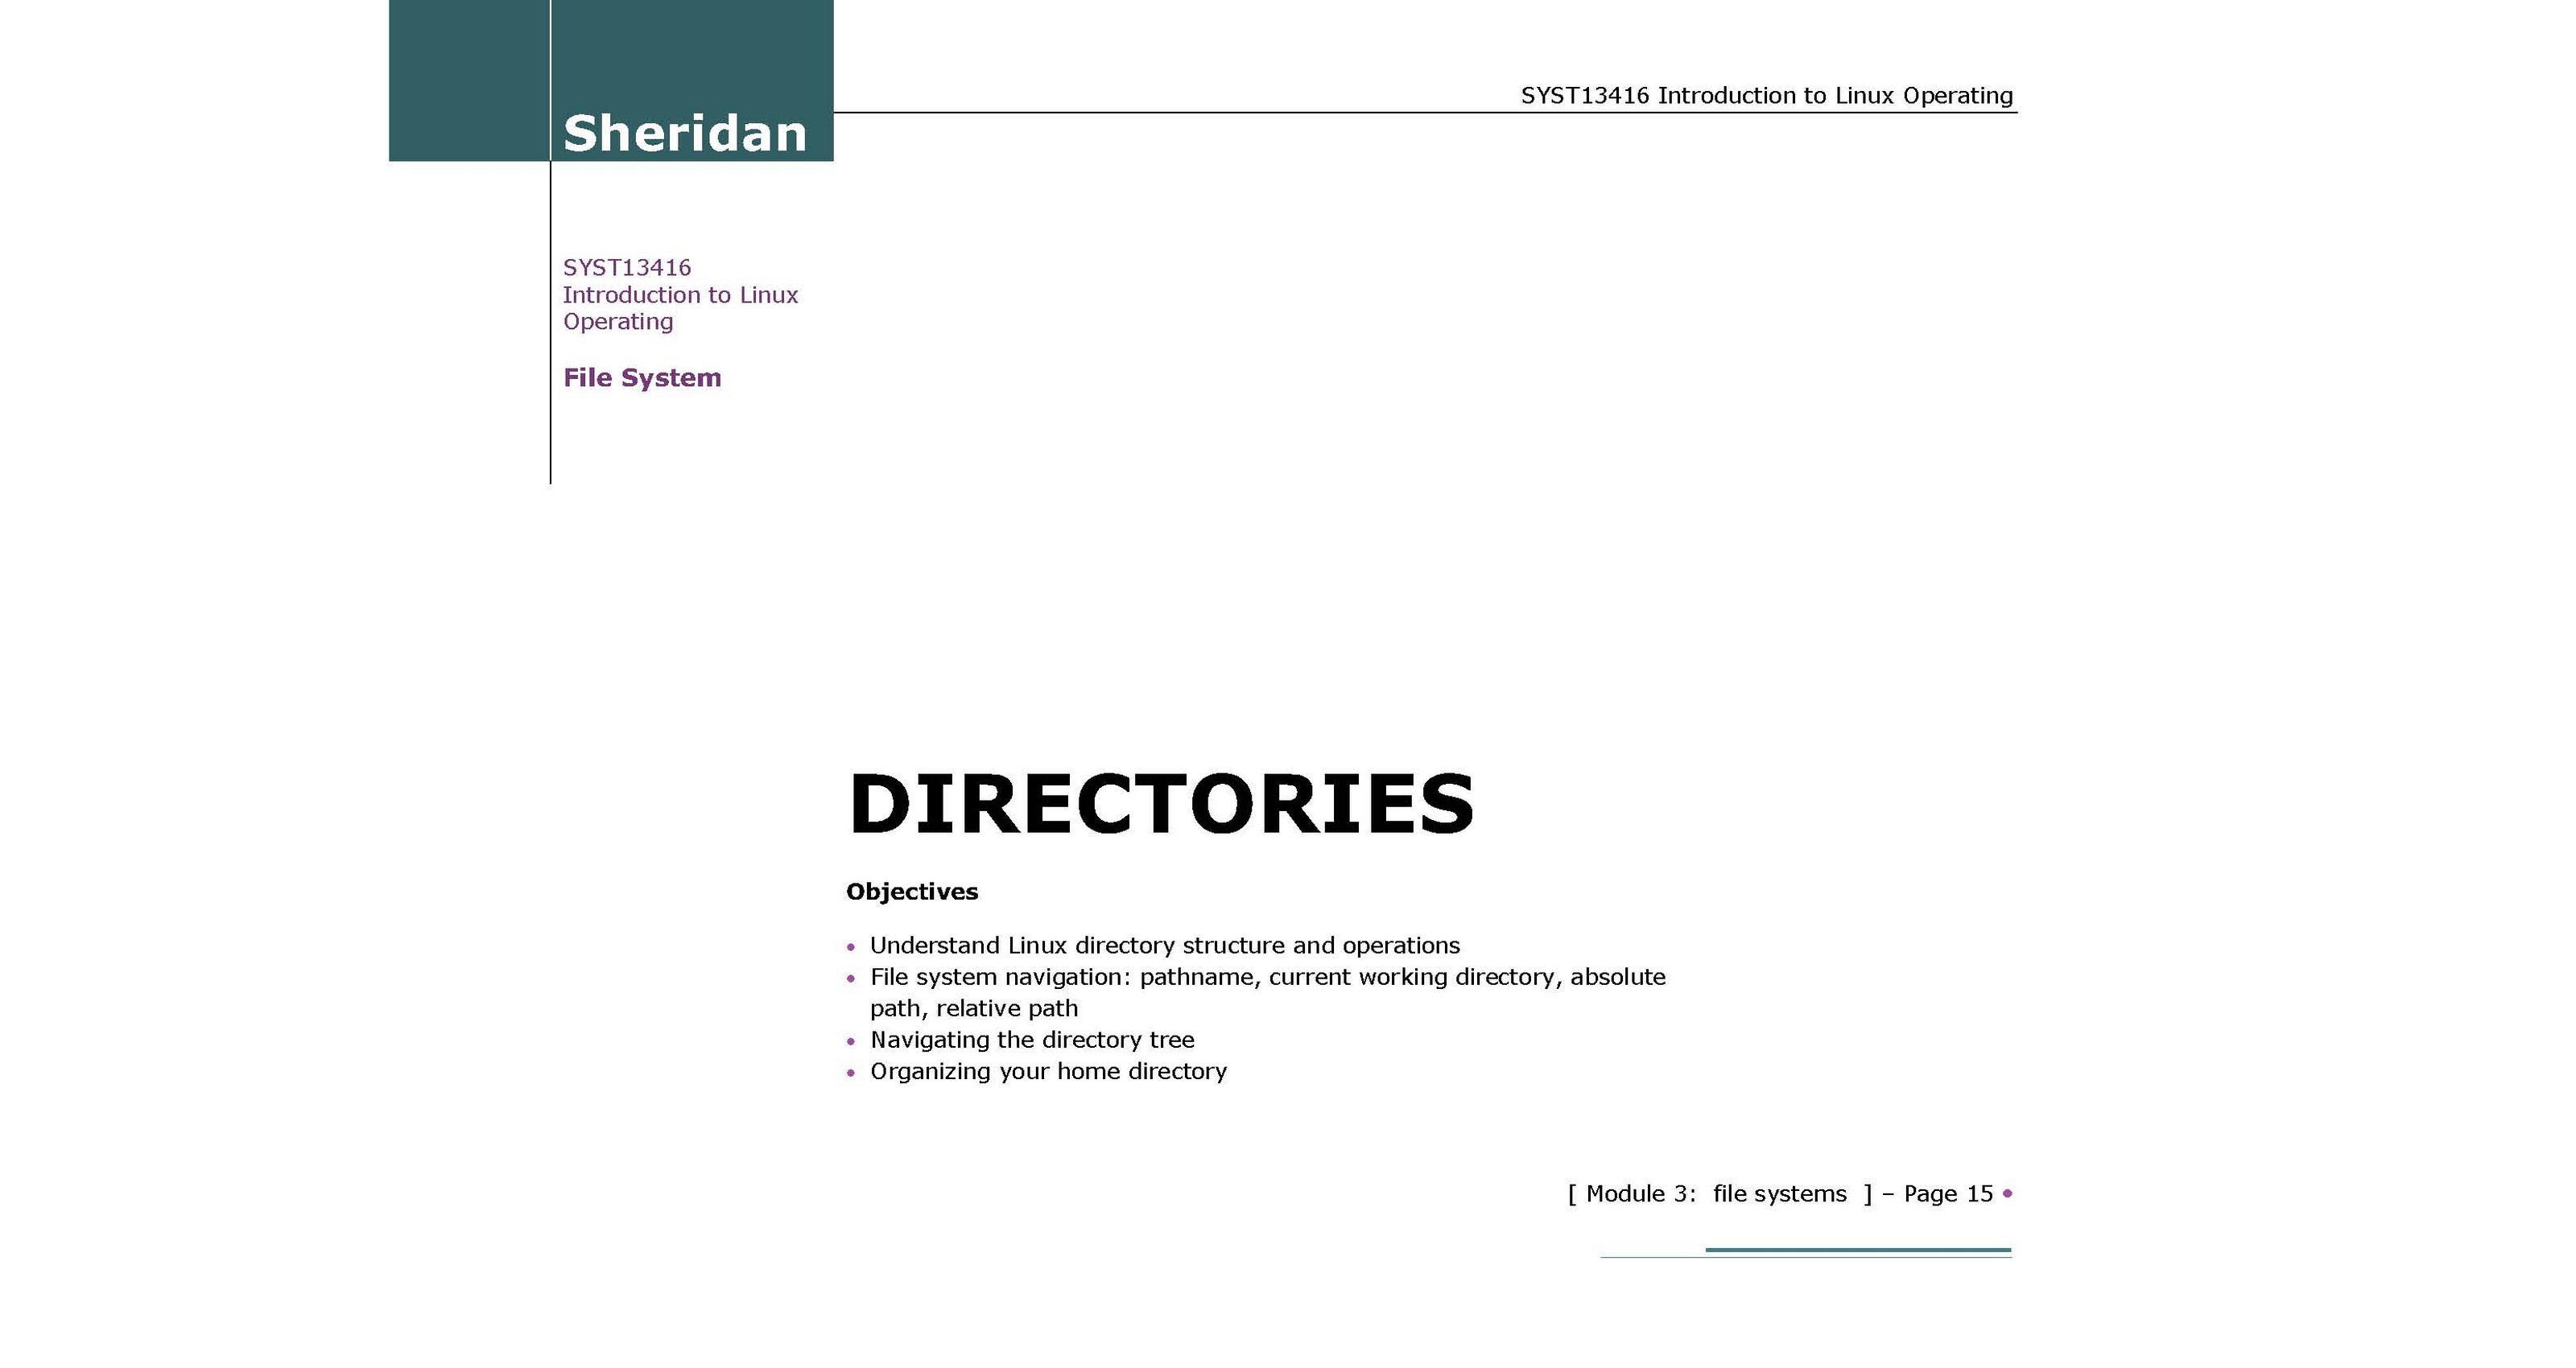 SYST13416 Introduction to Linux Operating
Sheridan
SYST13416
Introduction to Linux
Operating
File System
DIRECTORIES
Objectives
• Understand Linux directory structure and operations
• File system navigation: pathname, current working directory, absolute
path, relative path
• Navigating the directory tree
• Organizing your home directory
[ Module 3:  file systems  ] – Page 15 •